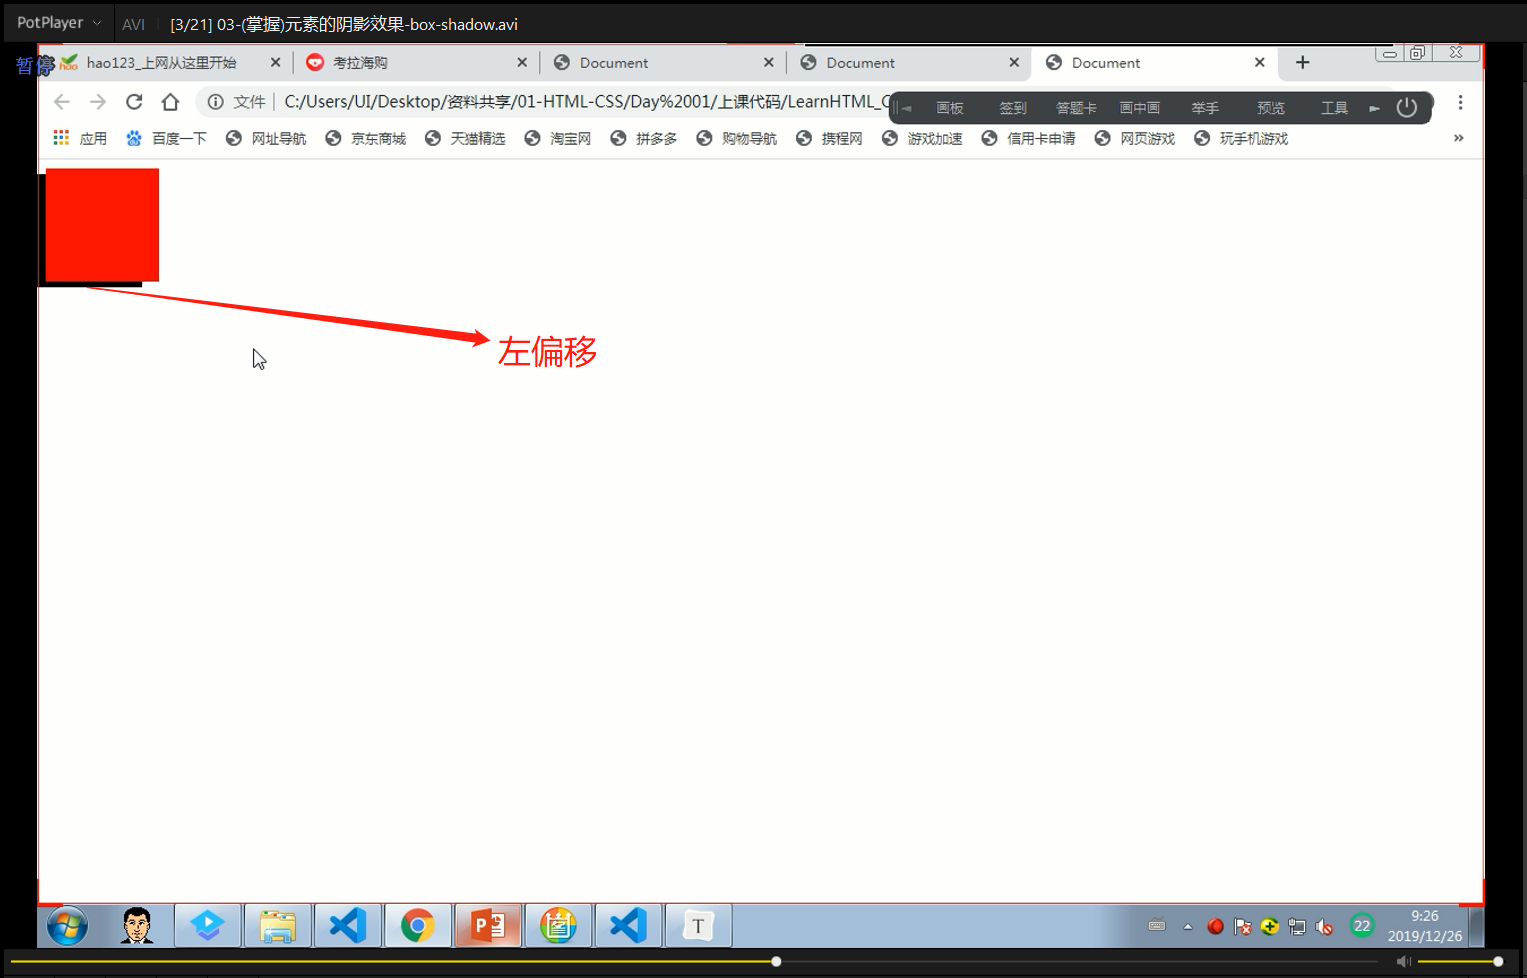 PotPlayer AVI [3/21] 03-(掌握)元素的阴影效果-box-shadow.avi
暂停
hao123_上网从这里开始 考拉海购 Document Document Document
文件 C:/Users/UI/Desktop/资料共享/01-HTML-CSS/Day%2001/上课代码/LearnHTML_C
画板 签到 答题卡 画中画 举手 预览 工具
应用 百度一下 网址导航 京东商城 天猫精选 淘宝网 拼多多 购物导航 携程网 游戏加速 信用卡申请 网页游戏 玩手机游戏 »
左偏移
P T 22 9:26
2019/12/26